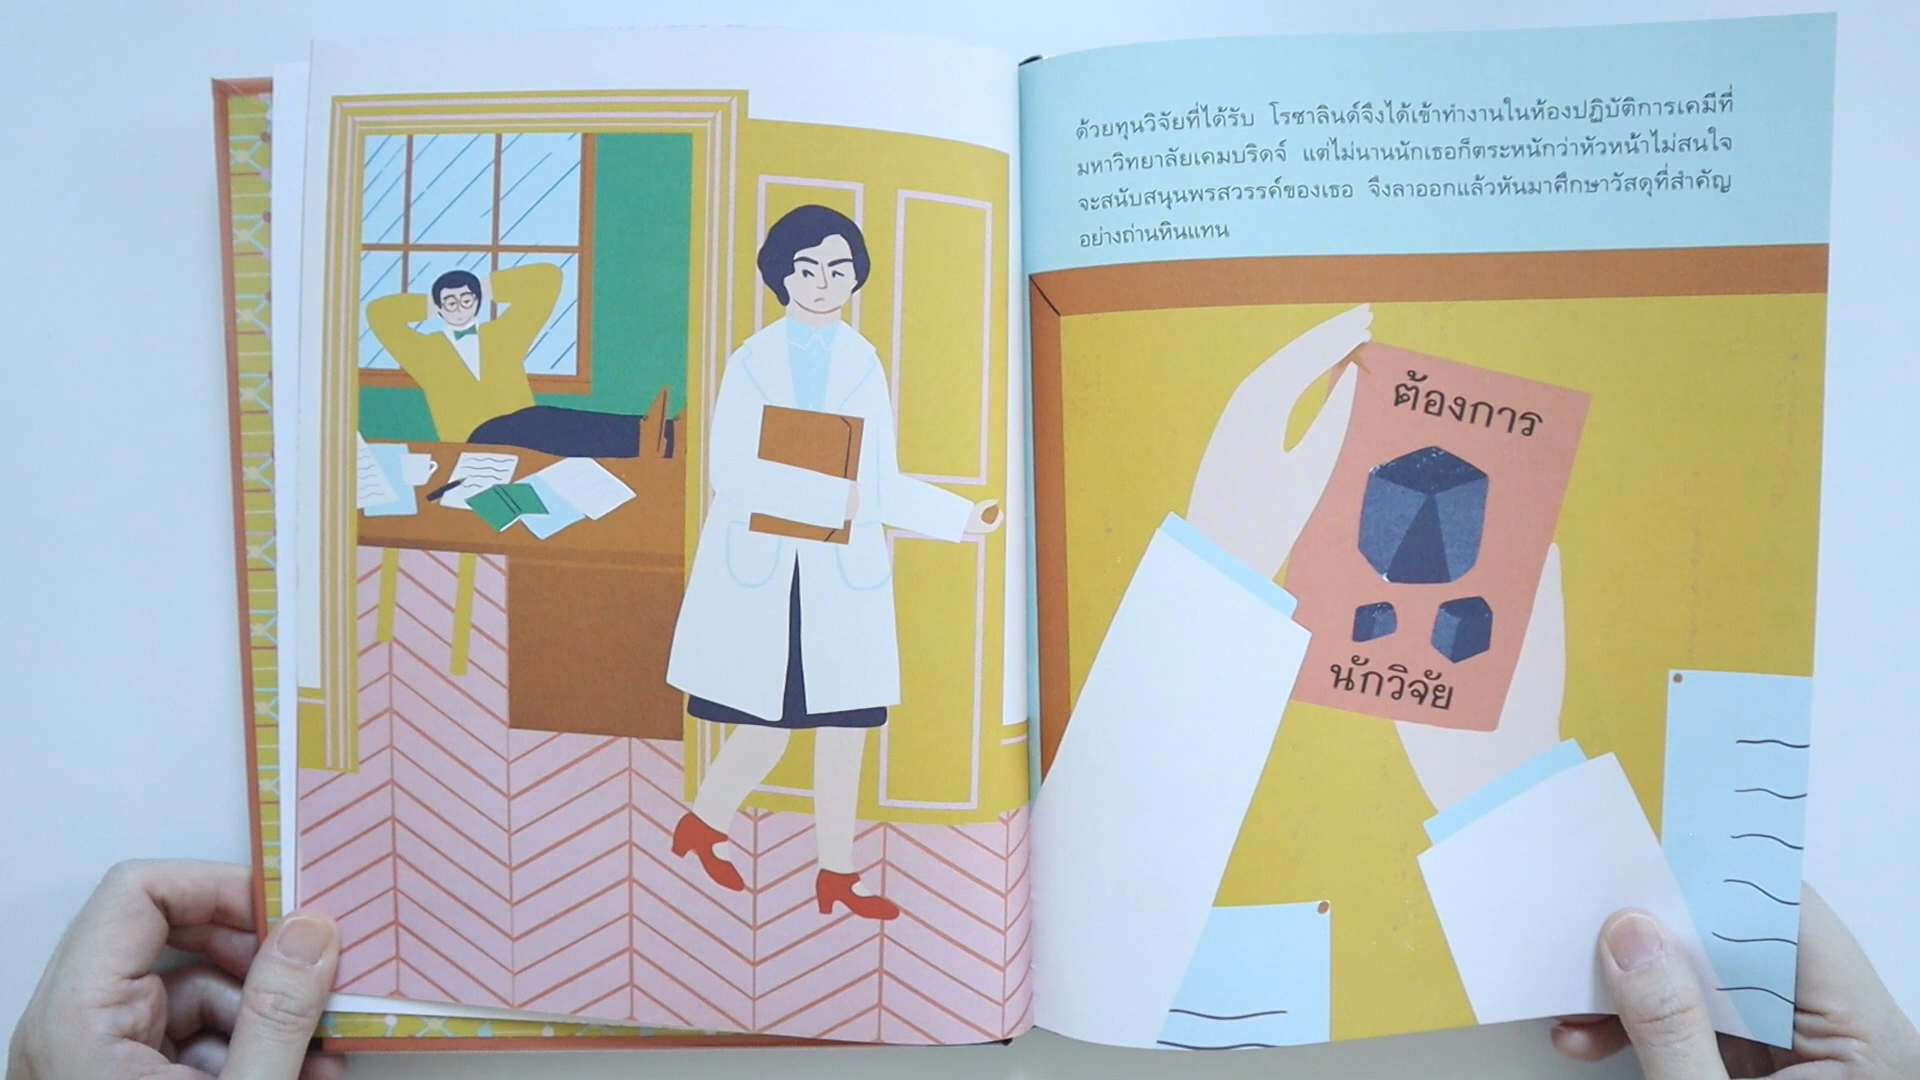 ด้วยทุนวิจัยที่ได้รับ โรซาลินด์จึงได้เข้าทำงานในห้องปฏิบัติการเคมีที่
มหาวิทยาลัยเคมบริดจ์ แต่ไม่นานนักเธอก็ตระหนักว่าหัวหน้าไม่สนใจ
จะสนับสนุนพรสวรรค์ของเธอ จึงลาออกแล้วหันมาศึกษาวัสดุที่สำคัญ
อย่างถ่านหินแทน
ต้องการ
นักวิจัย